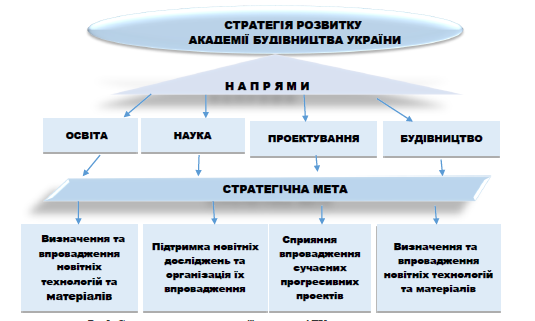 СТРАТЕГІЯ РОЗВИТКУ
АКАДЕМІЇ БУДІВНИЦТВА УКРАЇНИ
НАПРЯМИ
ОСВІТА
НАУКА
ПРОЕКТУВАННЯ
БУДІВНИЦТВО
СТРАТЕГІЧНА МЕТА
Визначення та
впровадження
новітніх
технологій та
матеріалів
Підтримка новітніх
досліджень та
організація їх
впровадження
Сприяння
впровадження
сучасних
прогресивних
проектів
Визначення та
впровадження
новітніх технологій
та матеріалів